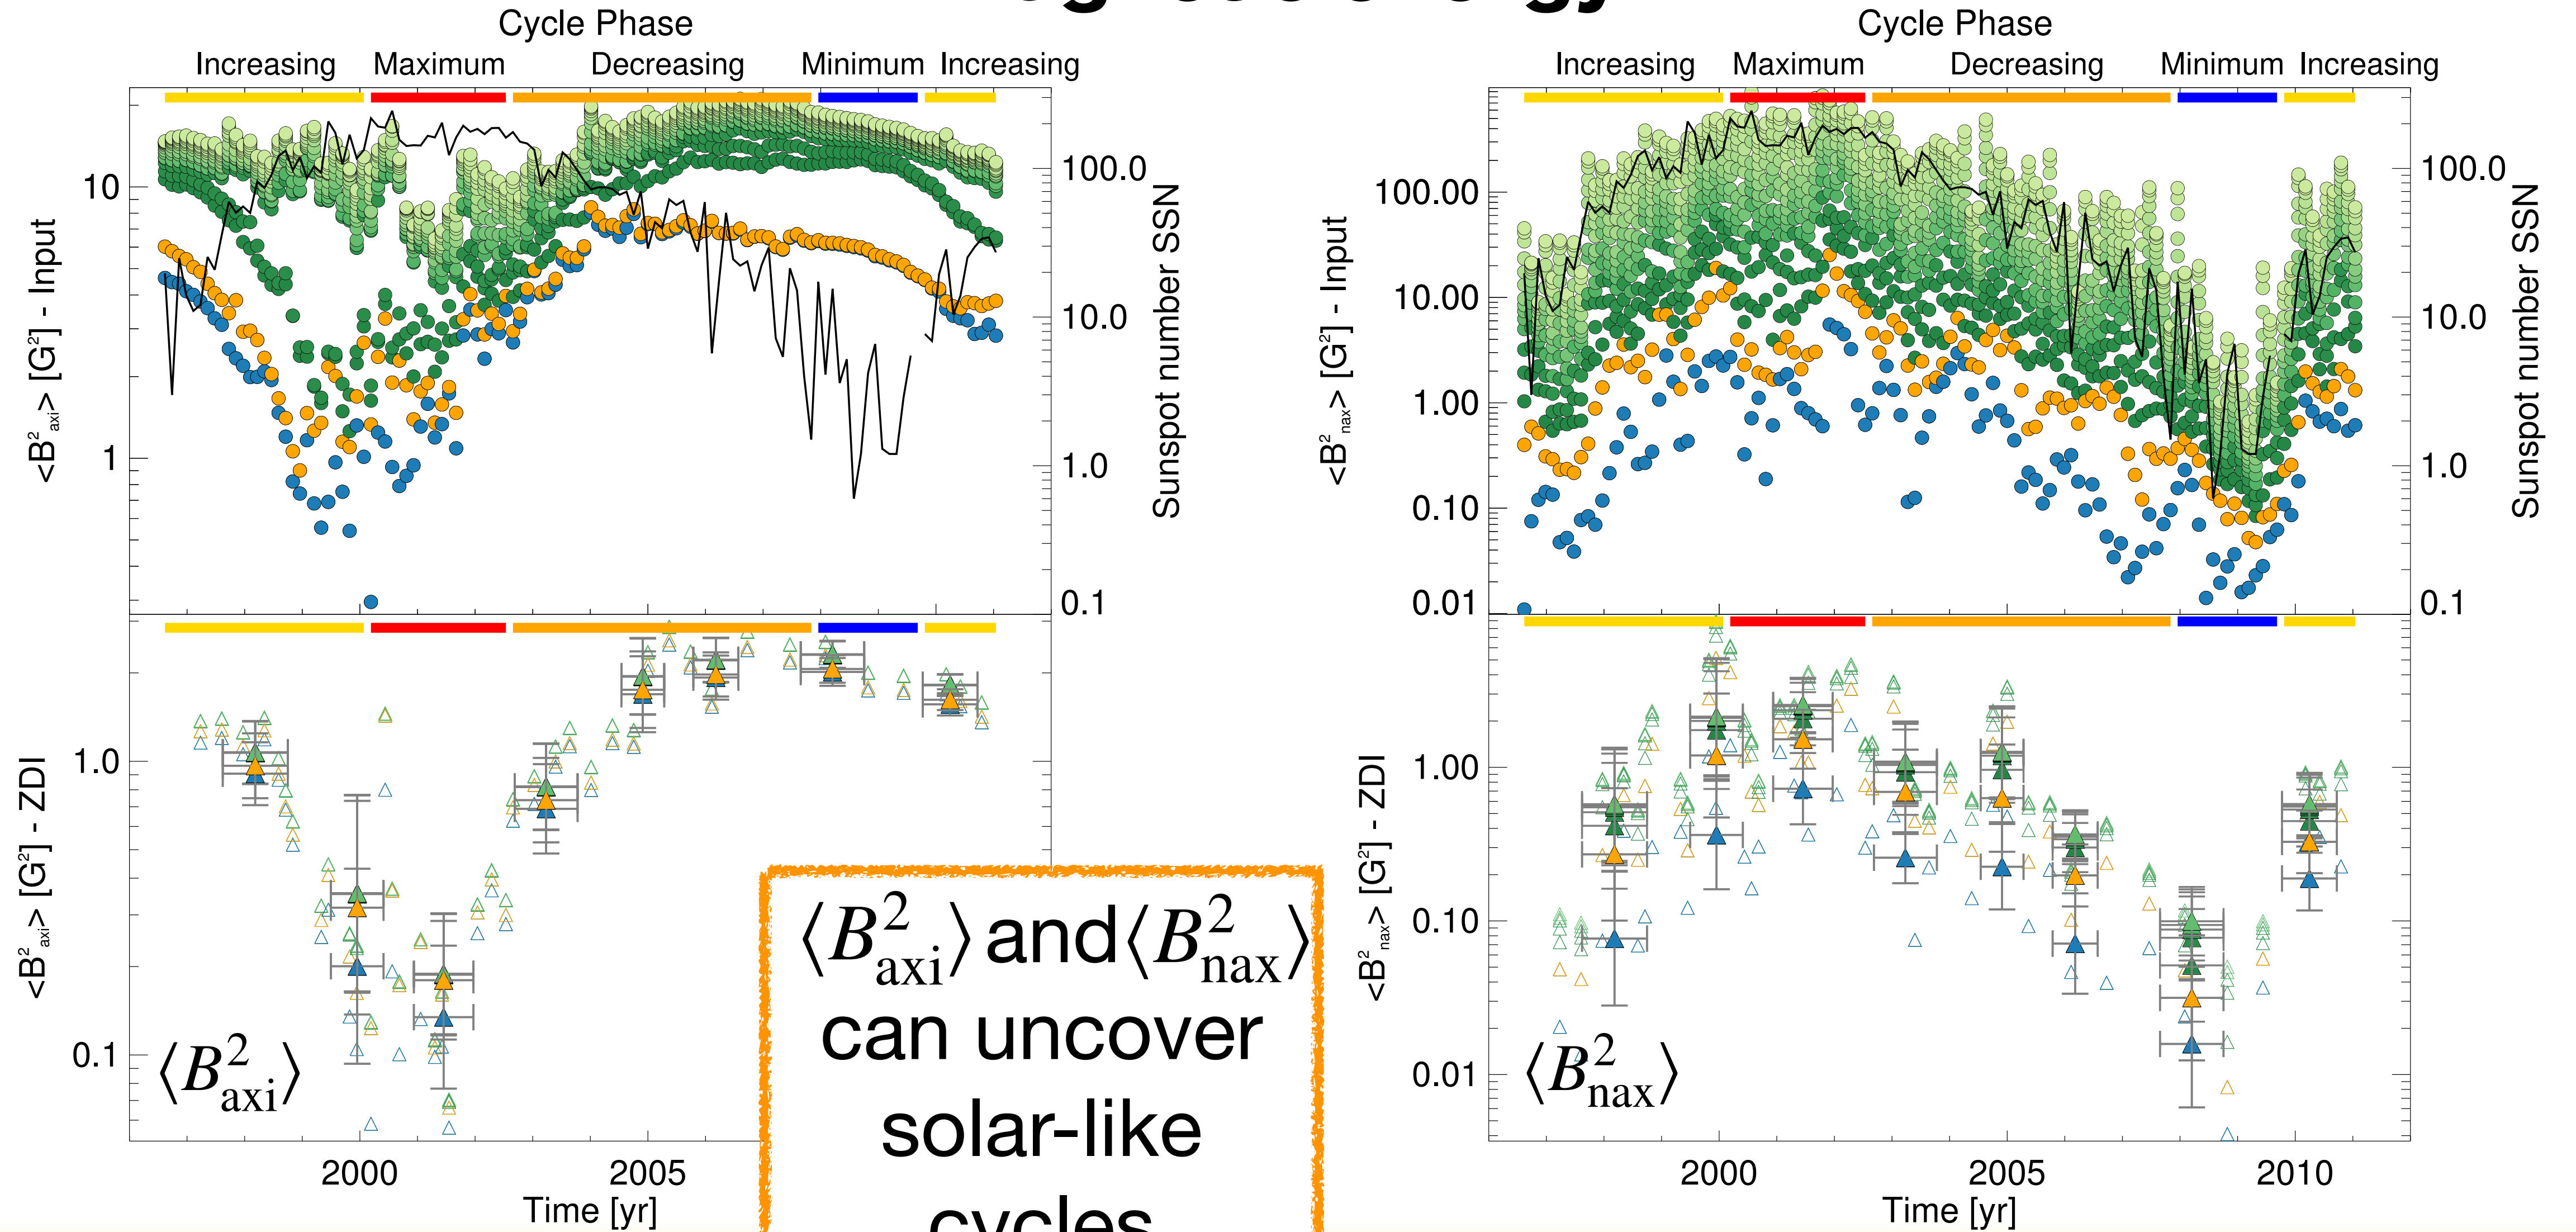 Cycle Phase
Increasing Maximum Decreasing Minimum Increasing
10
1
<B²axi> [G²] - Input
100.0
10.0
1.0
0.1
Sunspot number SSN
1.0
0.1
<B²axi> [G²] - ZDI
⟨B²axi⟩
2000 2005
Time [yr]
⟨B²axi⟩ and ⟨B²nax⟩
can uncover
solar-like
cycles
Cycle Phase
Increasing Maximum Decreasing Minimum Increasing
100.00
10.00
1.00
0.10
0.01
<B²nax> [G²] - Input
100.0
10.0
1.0
0.1
Sunspot number SSN
1.00
0.10
0.01
<B²nax> [G²] - ZDI
⟨B²nax⟩
2000 2005 2010
Time [yr]